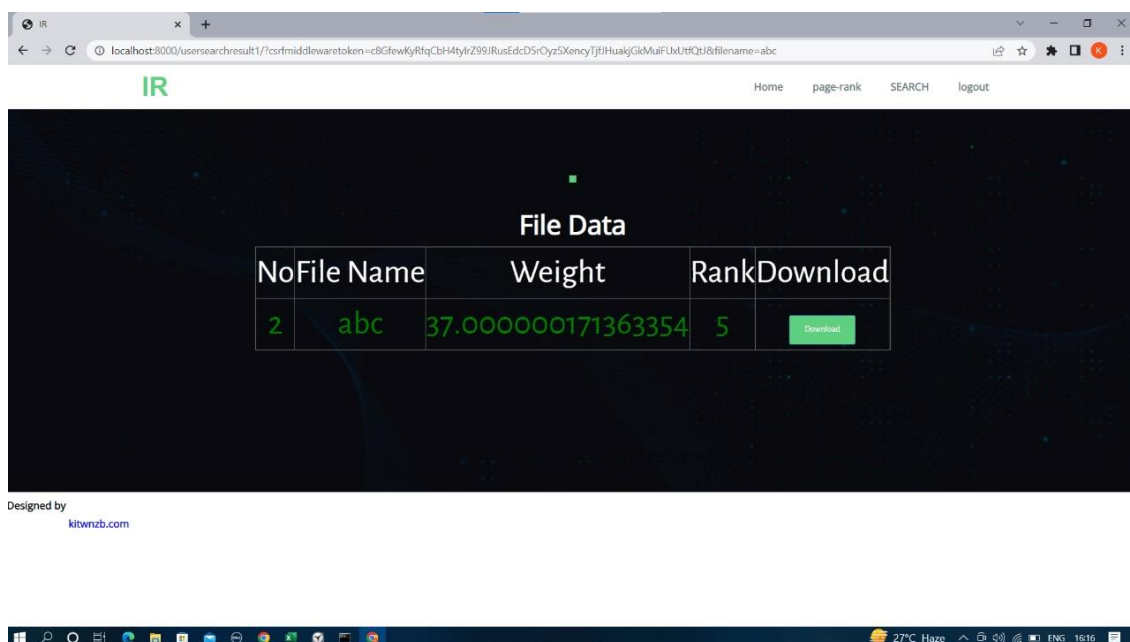 IR
localhost:8000/usersearchresult1/?csrfmiddlewaretoken=c8GfewKyRfqCbH4tylrZ99JRusEdcD5rOyz5XencyTjfJHuakjGkMuiFUxUtfQtJ&filename=abc
K
IR
Home page-rank SEARCH logout
File Data
No File Name Weight Rank Download
2 abc 37.000000171363354 5 Download
Designed by
kitwnzb.com
27°C Haze ENG 16:16